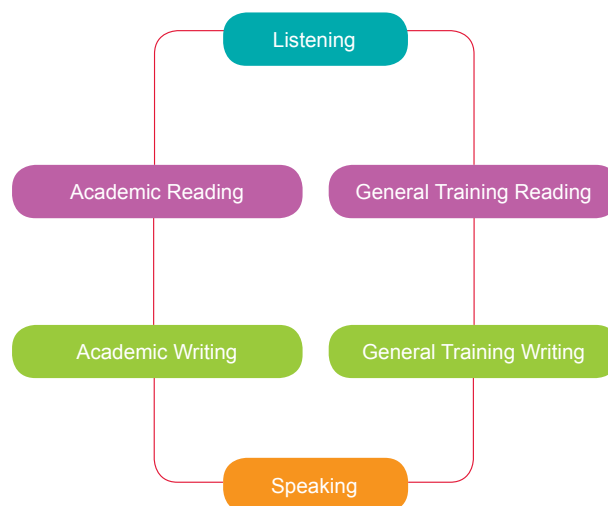 Listening
Academic Reading
General Training Reading
Academic Writing
General Training Writing
Speaking